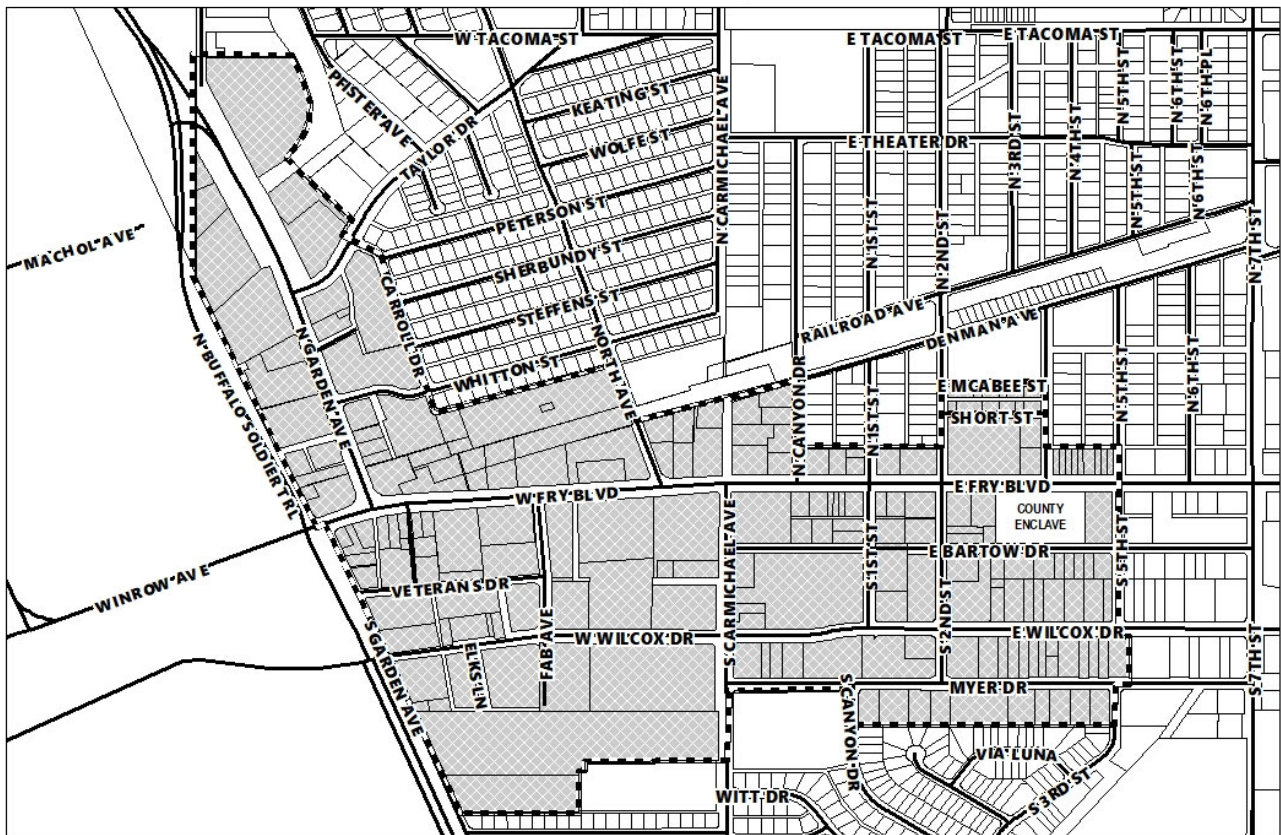 W TACOMA ST
E TACOMA ST
E TACOMA ST
PFISTER AVE
TAYLOR DR
KEATING ST
WOLFE ST
PETERSON ST
SHERBUNDY ST
STEFFENS ST
WHITTON ST
CARROLL DR
NORTH AVE
N CARMICHAEL AVE
E THEATER DR
N 1ST ST
N 2ND ST
N 3RD ST
N 4TH ST
N 5TH ST
N 6TH ST
N 6TH PL
N 5TH ST
N 6TH ST
N 7TH ST
MACHOL AVE
N BUFFALO SOLDIER TRL
N GARDEN AVE
RAILROAD AVE
DENMAN AVE
N CANYON DR
N 1ST ST
E MCABEE ST
SHORT ST
N 5TH ST
N 6TH ST
W FRY BLVD
E FRY BLVD
COUNTY
ENCLAVE
WINROW AVE
VETERANS DR
FAB AVE
ELKS LN
S GARDEN AVE
S CARMICHAEL AVE
S 1ST ST
S 2ND ST
E BARTOW DR
S 5TH ST
W WILCOX DR
E WILCOX DR
S 7TH ST
MYER DR
S CANYON DR
VIA LUNA
S 3RD ST
WITT DR